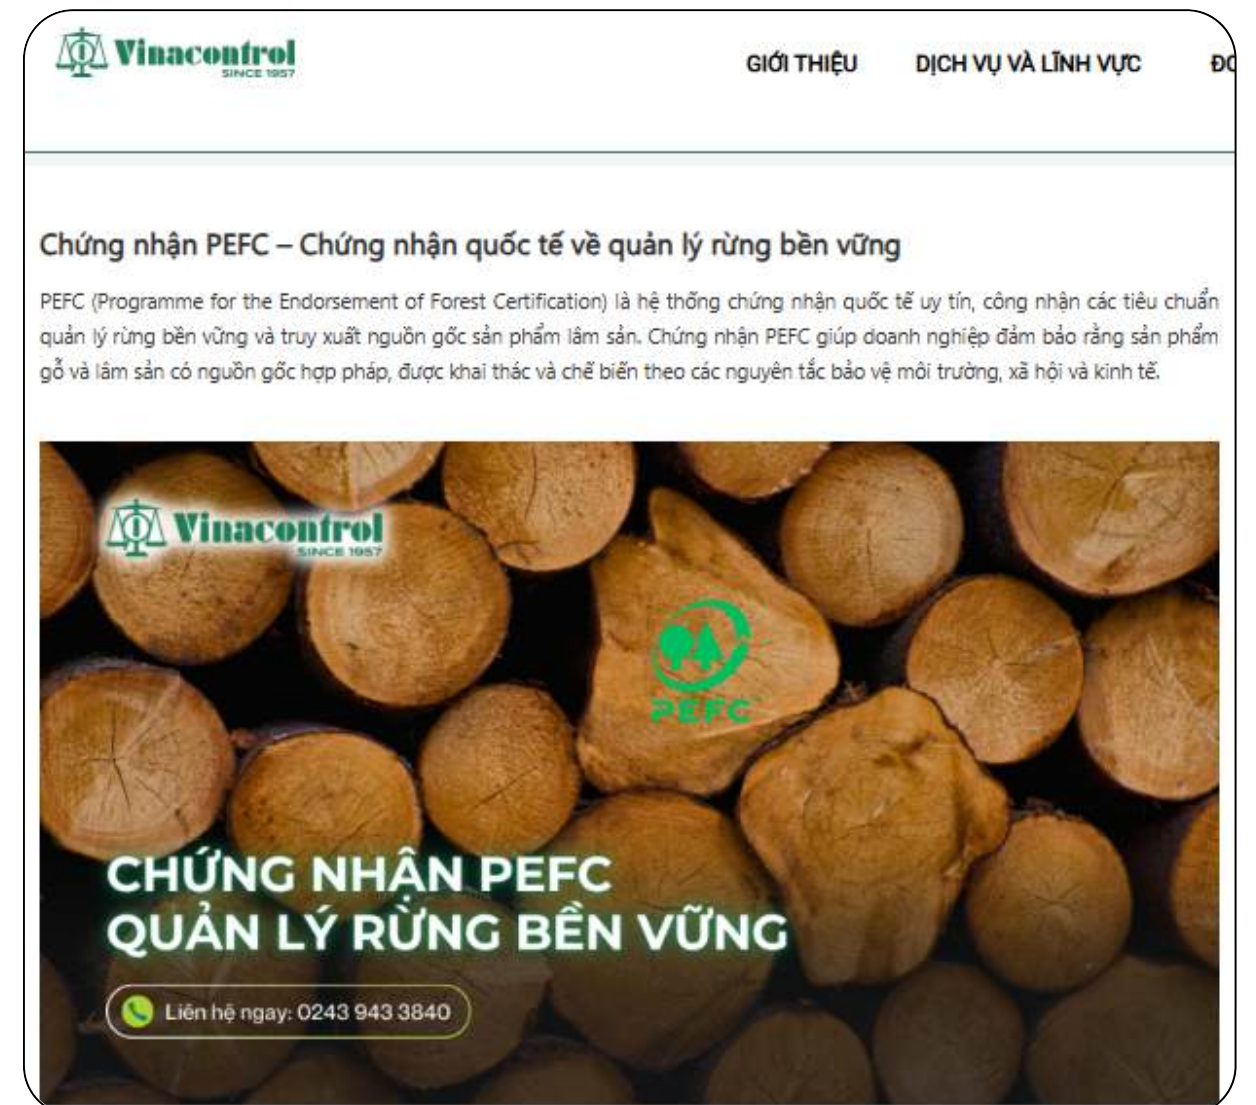 Vinacontrol
SINCE 1957
GIỚI THIỆU DỊCH VỤ VÀ LĨNH VỰC
Chứng nhận PEFC – Chứng nhận quốc tế về quản lý rừng bền vững
PEFC (Programme for the Endorsement of Forest Certification) là hệ thống chứng nhận quốc tế uy tín, công nhận các tiêu chuẩn
quản lý rừng bền vững và truy xuất nguồn gốc sản phẩm lâm sản. Chứng nhận PEFC giúp doanh nghiệp đảm bảo rằng sản phẩm
gỗ và lâm sản có nguồn gốc hợp pháp, được khai thác và chế biến theo các nguyên tắc bảo vệ môi trường, xã hội và kinh tế.
Vinacontrol
SINCE 1957
PEFC
CHỨNG NHẬN PEFC
QUẢN LÝ RỪNG BỀN VỮNG
Liên hệ ngay: 0243 943 3840